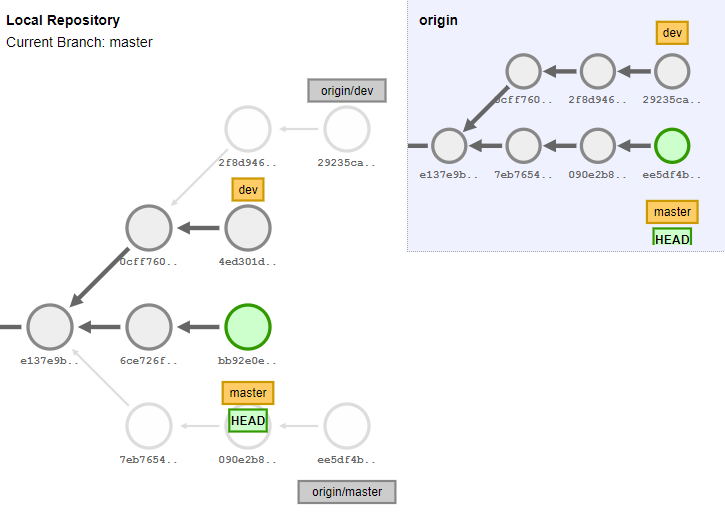 Local Repository
Current Branch: master
origin/dev
2f8d946..
29235ca..
dev
0cff760..
4ed301d..
e137e9b..
6ce726f..
bb92e0e..
master
HEAD
7eb7654..
090e2b8..
ee5df4b..
origin/master
origin
dev
0cff760..
2f8d946..
29235ca..
e137e9b..
7eb7654..
090e2b8..
ee5df4b..
master
HEAD